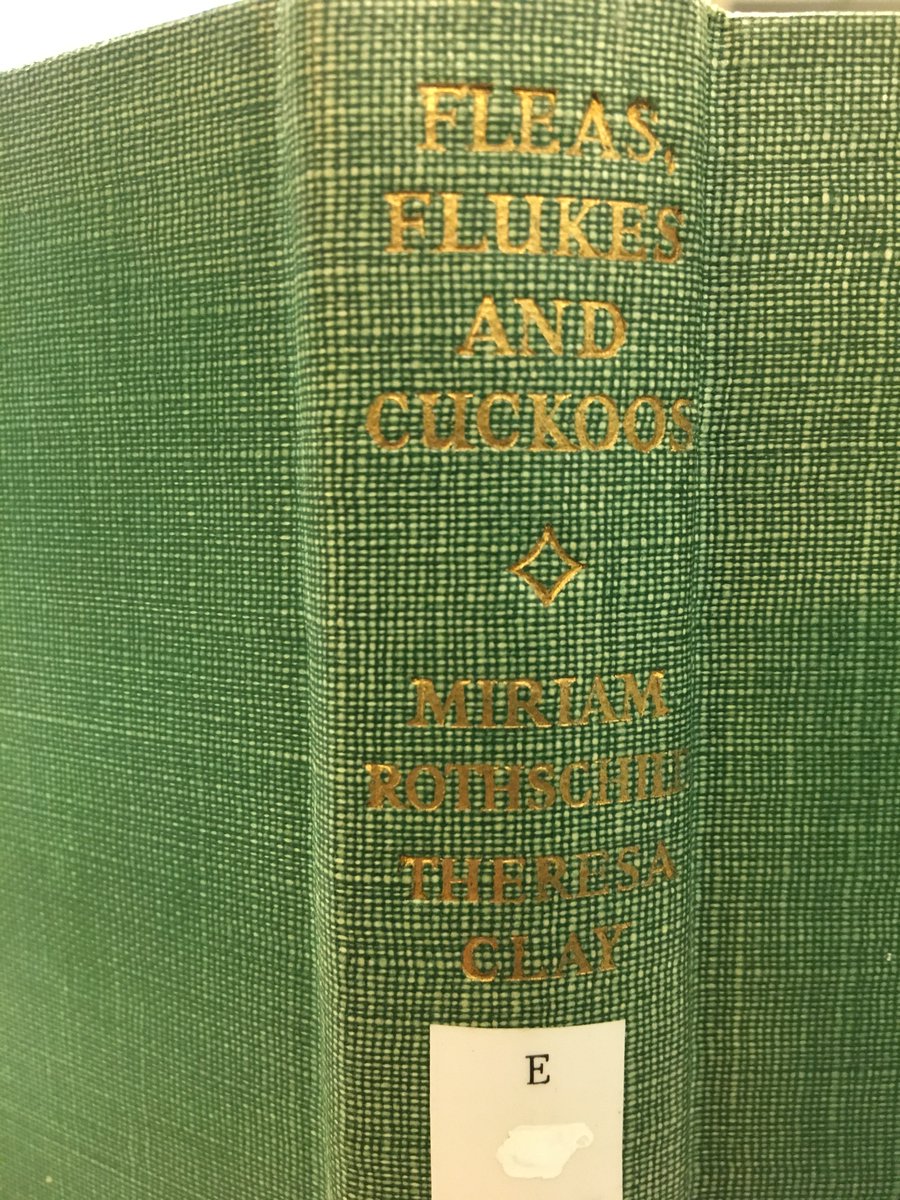 FLEAS,
FLUKES
AND
CUCKOOS
MIRIAM
ROTHSCHILD
THERESA
CLAY
E